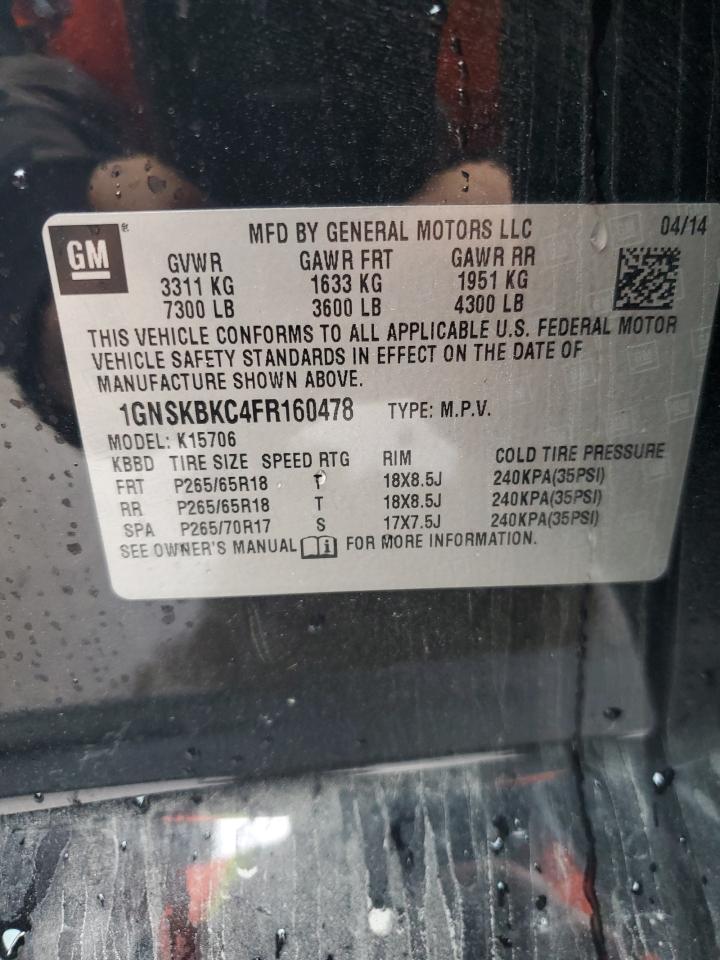 GM ® MFD BY GENERAL MOTORS LLC 04/14
GVWR GAWR FRT GAWR RR
3311 KG 1633 KG 1951 KG
7300 LB 3600 LB 4300 LB
THIS VEHICLE CONFORMS TO ALL APPLICABLE U.S. FEDERAL MOTOR
VEHICLE SAFETY STANDARDS IN EFFECT ON THE DATE OF
MANUFACTURE SHOWN ABOVE.
1GNSKBKC4FR160478 TYPE: M.P.V.
MODEL: K15706
KBBD TIRE SIZE SPEED RTG RIM COLD TIRE PRESSURE
FRT P265/65R18 T 18X8.5J 240KPA(35PSI)
RR P265/65R18 T 18X8.5J 240KPA(35PSI)
SPA P265/70R17 S 17X7.5J 240KPA(35PSI)
SEE OWNER'S MANUAL i FOR MORE INFORMATION.